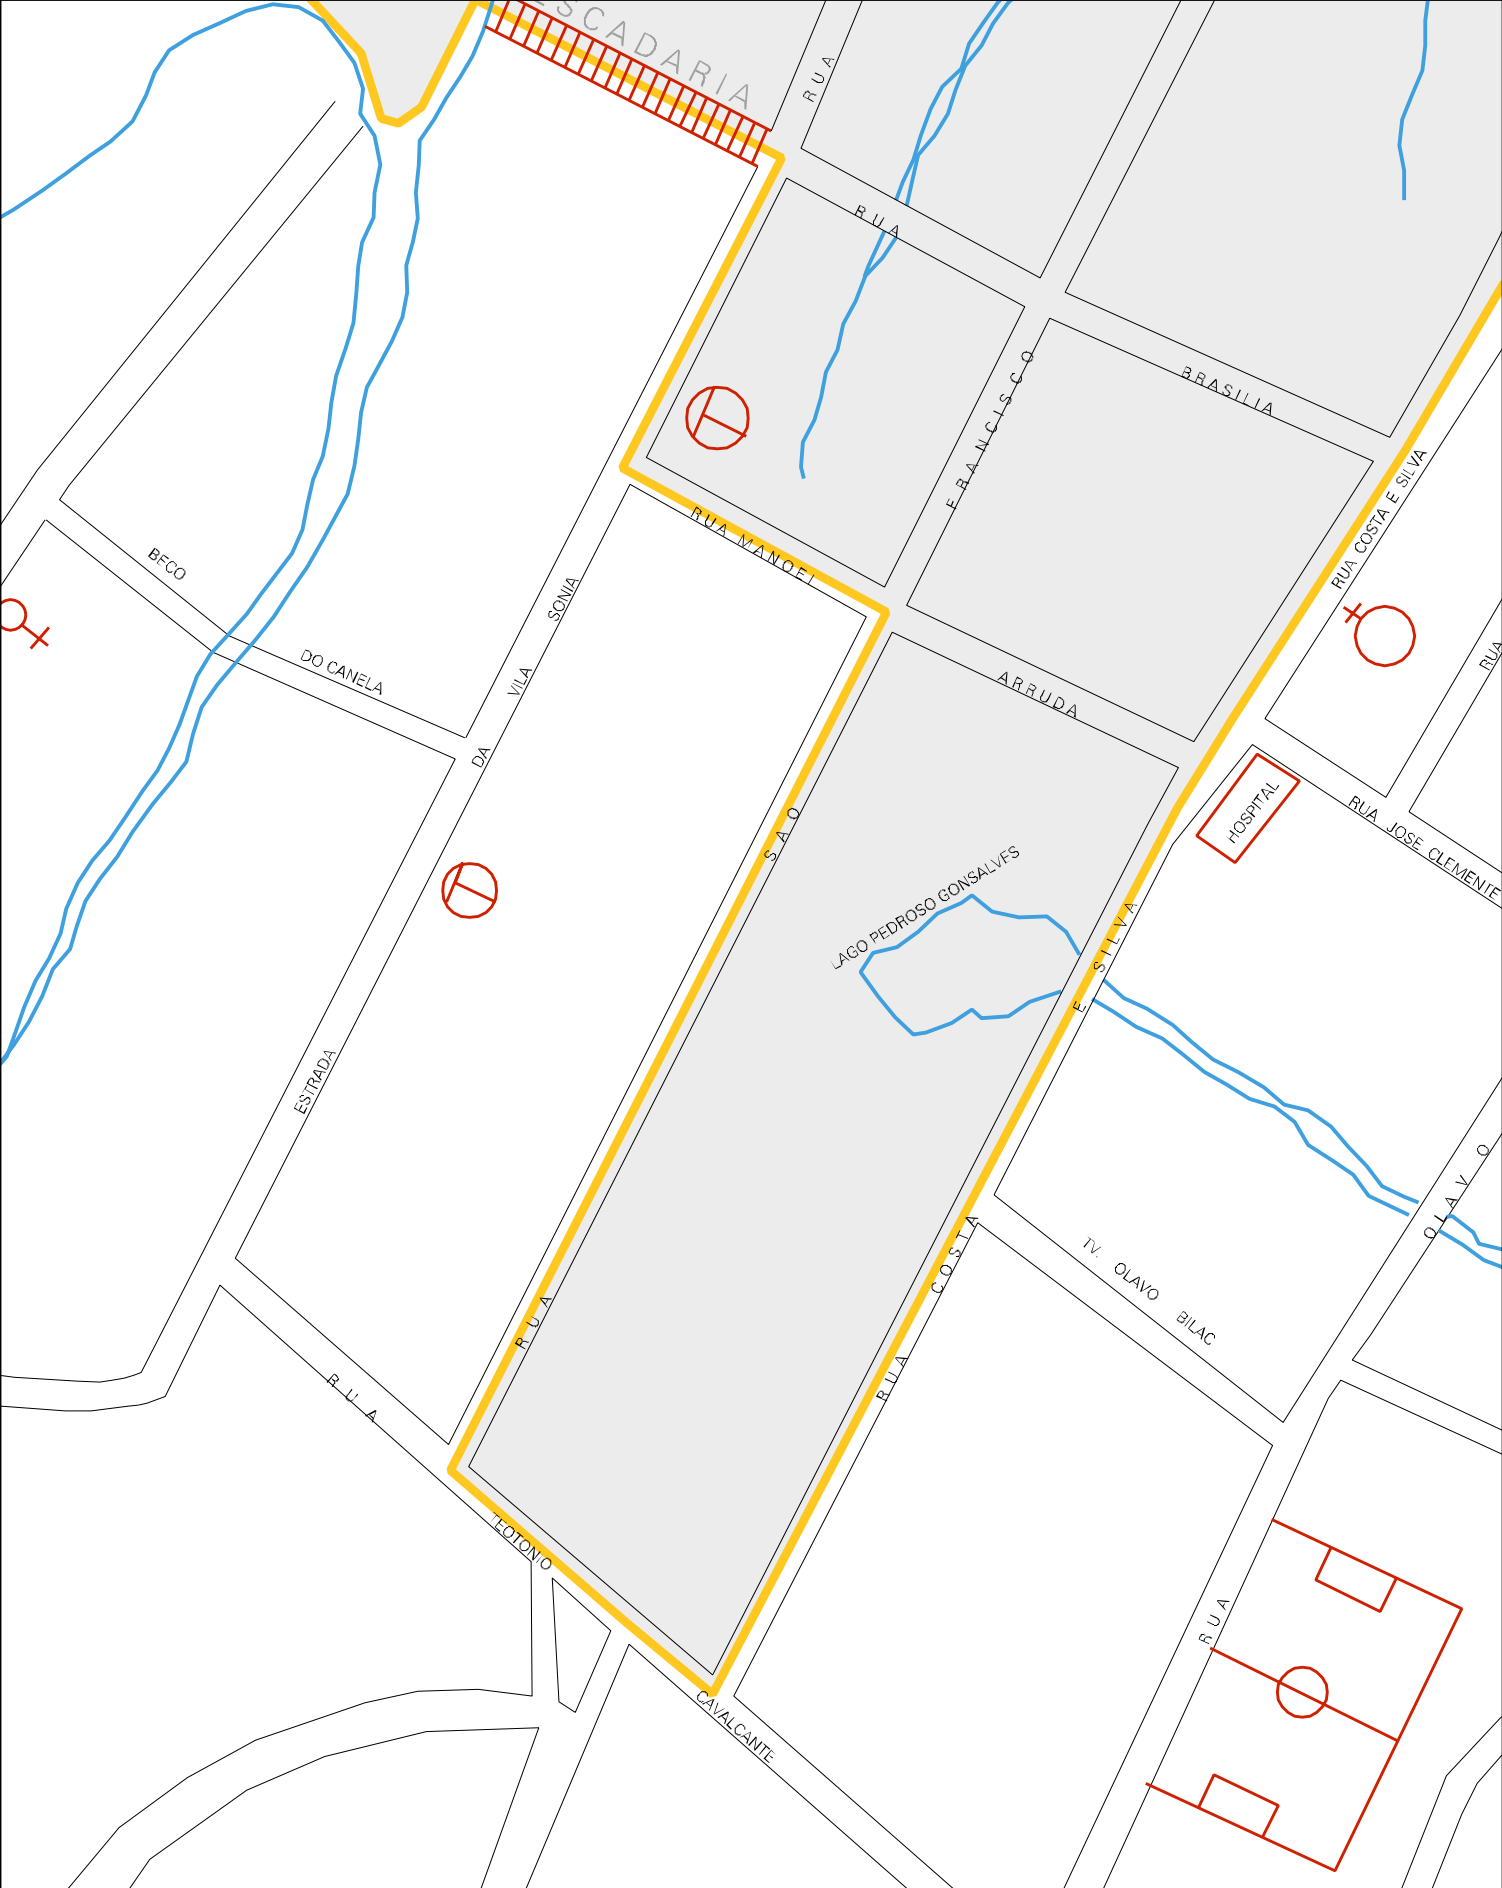 ESCADARIA
RUA
RUA
BRASILIA
FRANCISCO
RUA COSTA E SILVA
RUA MANOEL
BECO
DO CANELA
SONIA
VILA
DA
ESTRADA
ARRUDA
RUA
HOSPITAL
RUA JOSE CLEMENTE
SAO
RUA
LAGO PEDROSO GONSALVES
E SILVA
COSTA
RUA
OLAVO
TV. OLAVO BILAC
RUA
TEOTONIO
CAVALCANTE
RUA